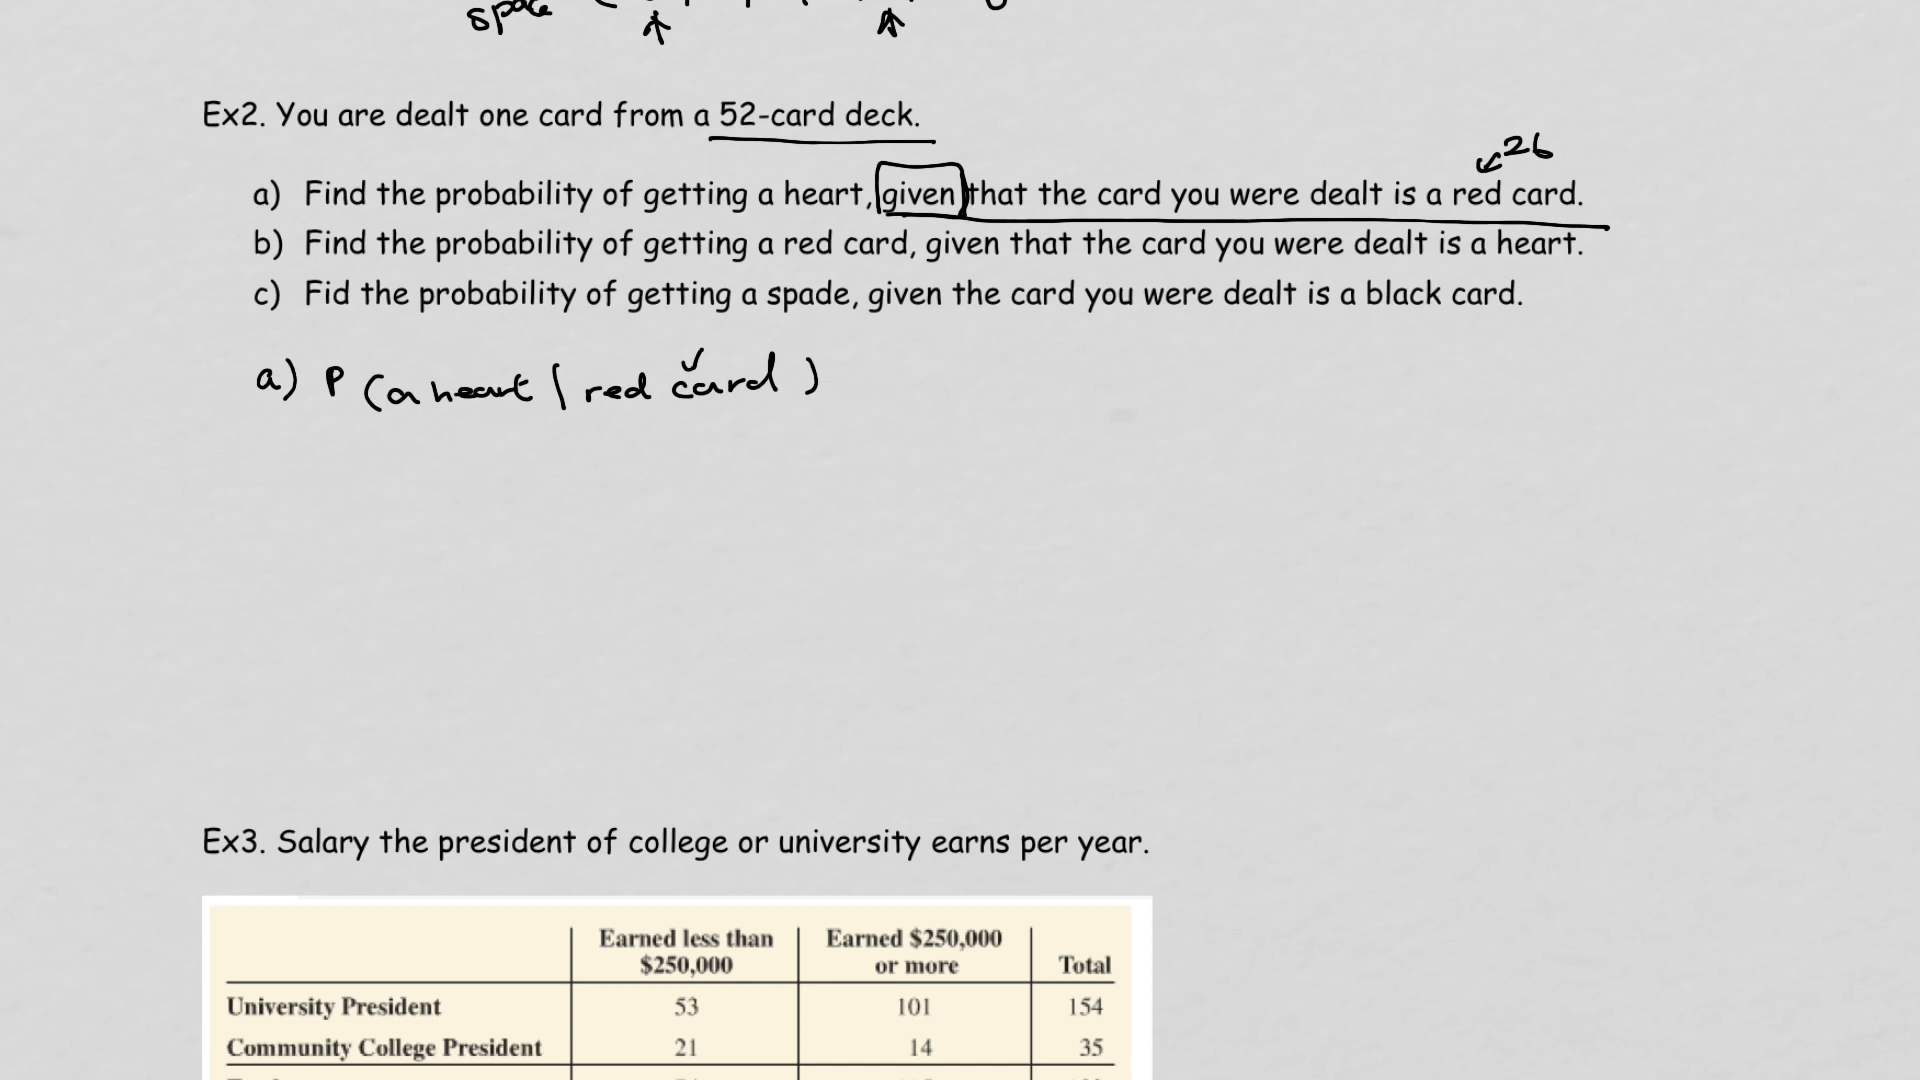 space
Ex2. You are dealt one card from a 52-card deck.
26
a) Find the probability of getting a heart, given that the card you were dealt is a red card.
b) Find the probability of getting a red card, given that the card you were dealt is a heart.
c) Fid the probability of getting a spade, given the card you were dealt is a black card.
a) P (a heart | red card )
Ex3. Salary the president of college or university earns per year.
Earned less than $250,000 Earned $250,000 or more Total
University President 53 101 154
Community College President 21 14 35